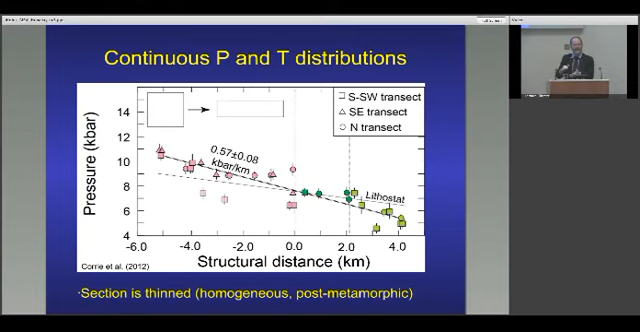 Continuous P and T distributions
S-SW transect
SE transect
N transect
0.57±0.08
kbar/km
Lithostat
Pressure (kbar)
14
12
10
8
6
4
-6.0 -4.0 -2.0 0.0 2.0 4.0
Structural distance (km)
Corrie et al. (2012)
·Section is thinned (homogeneous, post-metamorphic)